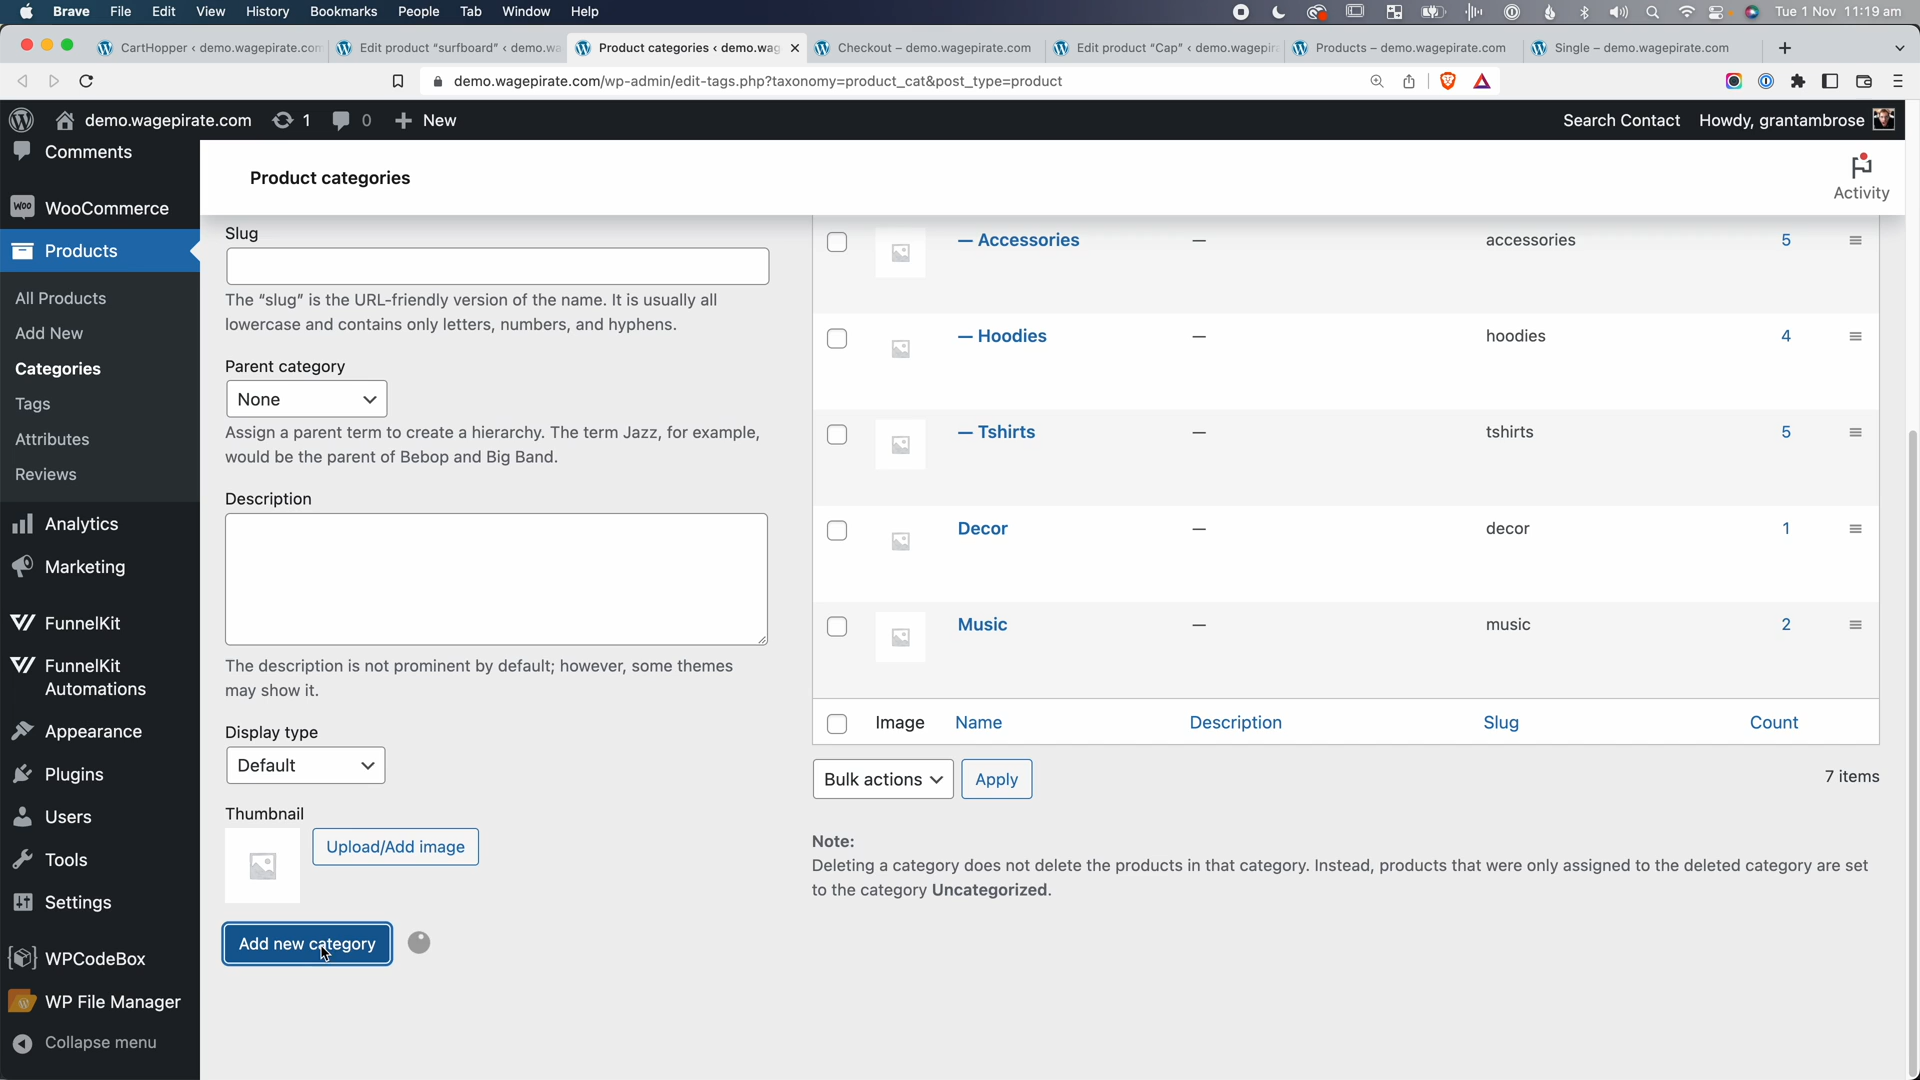 Brave File Edit View History Bookmarks People Tab Window Help Tue 1 Nov 11:19 am
CartHopper ‹ demo.wagepirate.com Edit product “surfboard” ‹ demo.wa Product categories ‹ demo.wag Checkout – demo.wagepirate.com Edit product “Cap” ‹ demo.wagepir Products – demo.wagepirate.com Single – demo.wagepirate.com
demo.wagepirate.com/wp-admin/edit-tags.php?taxonomy=product_cat&post_type=product
demo.wagepirate.com 1 0 New Search Contact Howdy, grantambrose
Comments
WooCommerce
Products
All Products
Add New
Categories
Tags
Attributes
Reviews
Analytics
Marketing
FunnelKit
FunnelKit
Automations
Appearance
Plugins
Users
Tools
Settings
WPCodeBox
WP File Manager
Collapse menu
Product categories
Activity
Slug
The “slug” is the URL-friendly version of the name. It is usually all
lowercase and contains only letters, numbers, and hyphens.
Parent category
None
Assign a parent term to create a hierarchy. The term Jazz, for example,
would be the parent of Bebop and Big Band.
Description
The description is not prominent by default; however, some themes
may show it.
Display type
Default
Thumbnail
Upload/Add image
Add new category
— Accessories — accessories 5
— Hoodies — hoodies 4
— Tshirts — tshirts 5
Decor — decor 1
Music — music 2
Image Name Description Slug Count
Bulk actions Apply 7 items
Note:
Deleting a category does not delete the products in that category. Instead, products that were only assigned to the deleted category are set
to the category Uncategorized.